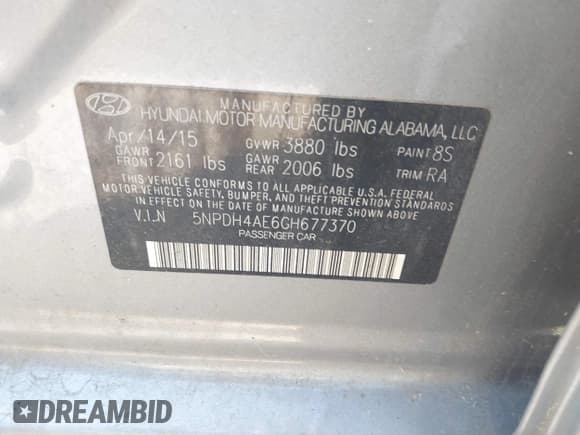 MANUFACTURED BY
HYUNDAI MOTOR MANUFACTURING ALABAMA, LLC
Apr/14/15 GVWR 3880 lbs PAINT 8S
GAWR FRONT 2161 lbs GAWR REAR 2006 lbs TRIM RA
THIS VEHICLE CONFORMS TO ALL APPLICABLE U.S.A. FEDERAL
MOTOR VEHICLE SAFETY, BUMPER, AND THEFT PREVENTION STANDARDS
IN EFFECT ON THE DATE OF MANUFACTURE SHOWN ABOVE.
V.I.N 5NPDH4AE6GH677370
PASSENGER CAR
DREAMBID